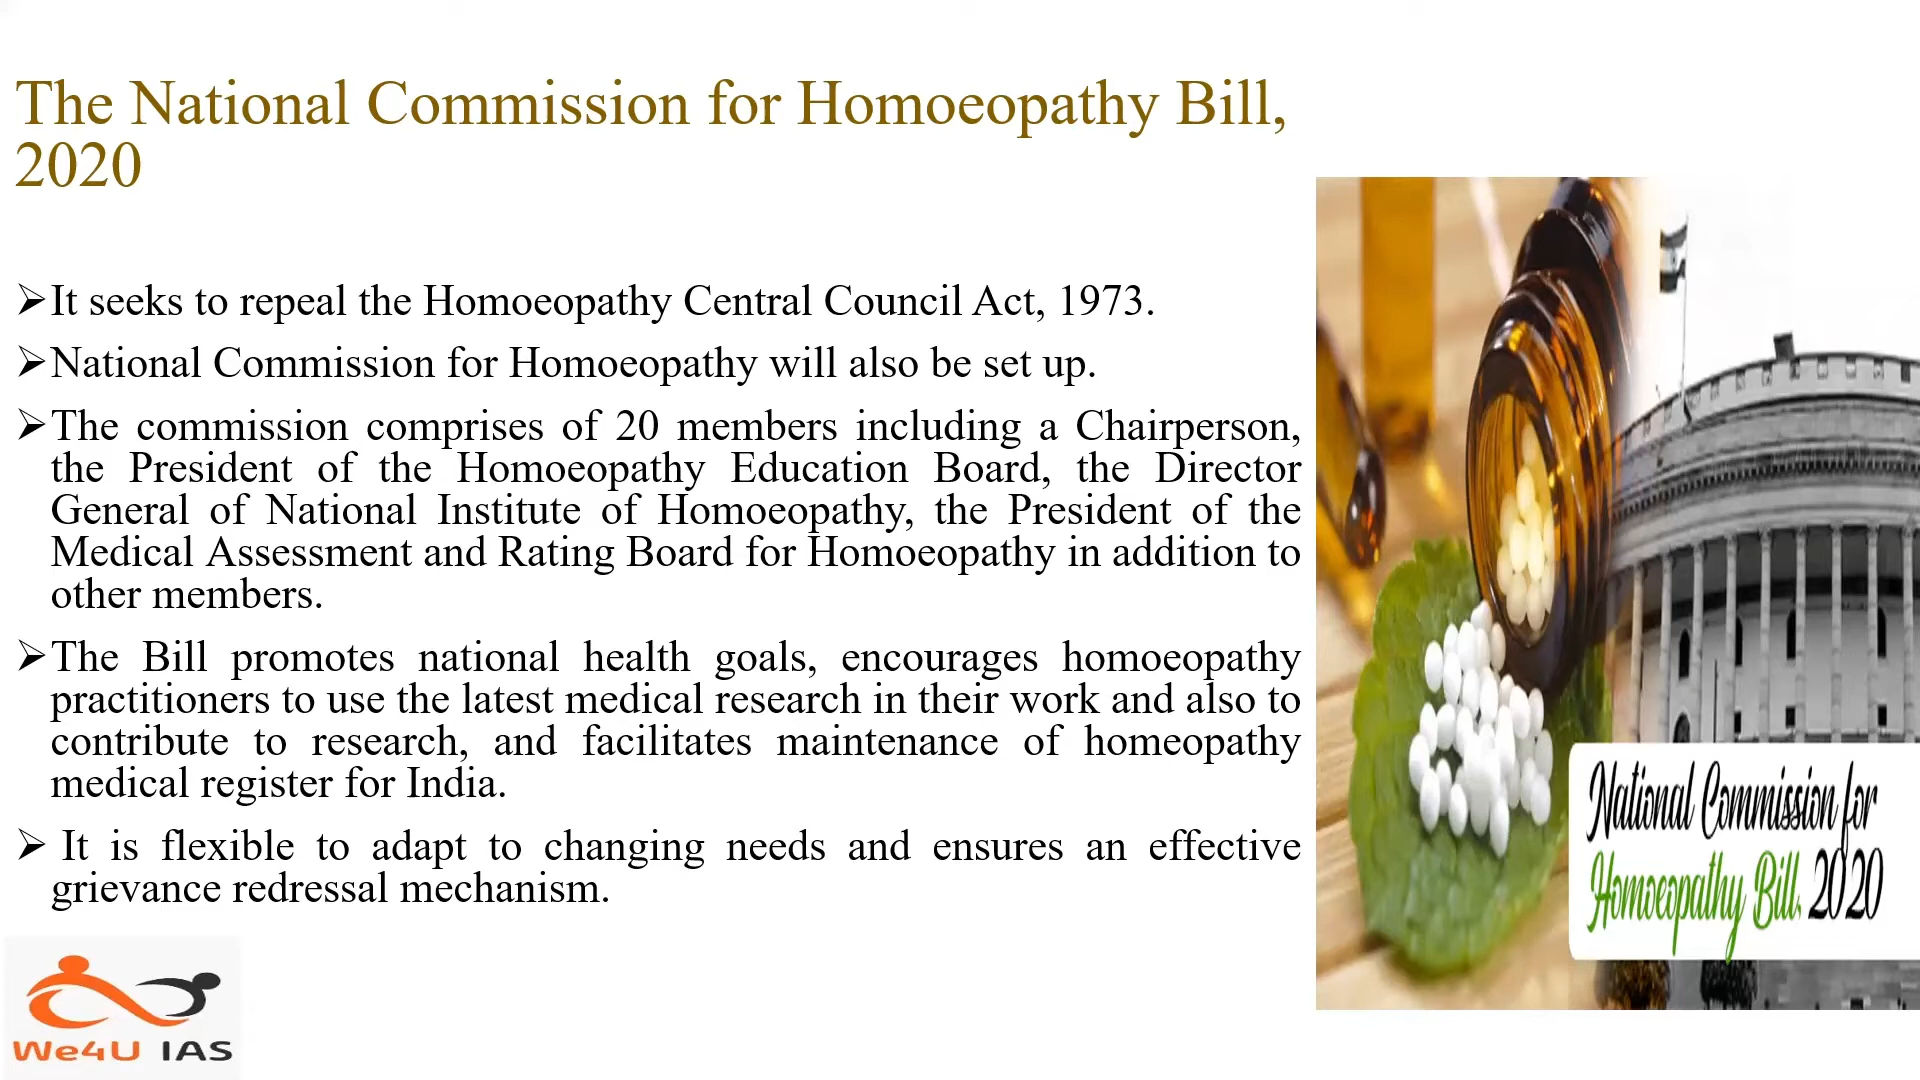 The National Commission for Homoeopathy Bill,
2020
➢It seeks to repeal the Homoeopathy Central Council Act, 1973.
➢National Commission for Homoeopathy will also be set up.
➢The commission comprises of 20 members including a Chairperson,
the President of the Homoeopathy Education Board, the Director
General of National Institute of Homoeopathy, the President of the
Medical Assessment and Rating Board for Homoeopathy in addition to
other members.
➢The Bill promotes national health goals, encourages homoeopathy
practitioners to use the latest medical research in their work and also to
contribute to research, and facilitates maintenance of homeopathy
medical register for India.
➢ It is flexible to adapt to changing needs and ensures an effective
grievance redressal mechanism.
National Commission for
Homoeopathy Bill, 2020
We4U IAS